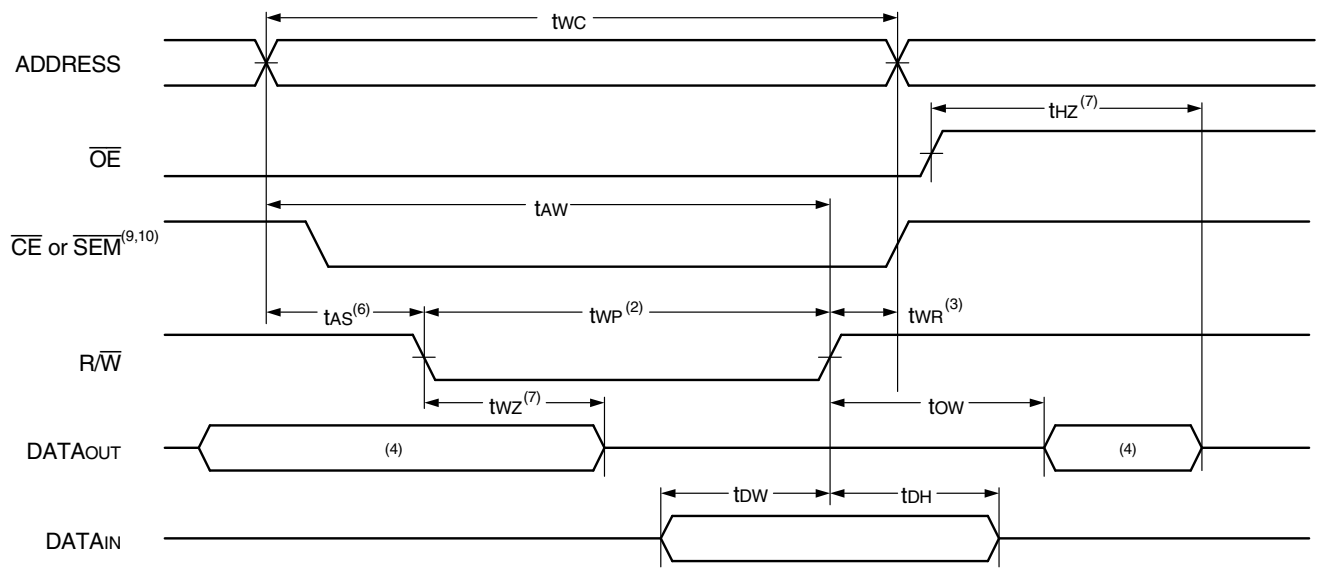 tWC
ADDRESS
tHZ(7)
OE
tAW
CE or SEM(9,10)
tAS(6) tWP(2) tWR(3)
R/W
tWZ(7) tOW
DATAOUT (4) (4)
tDW tDH
DATAIN